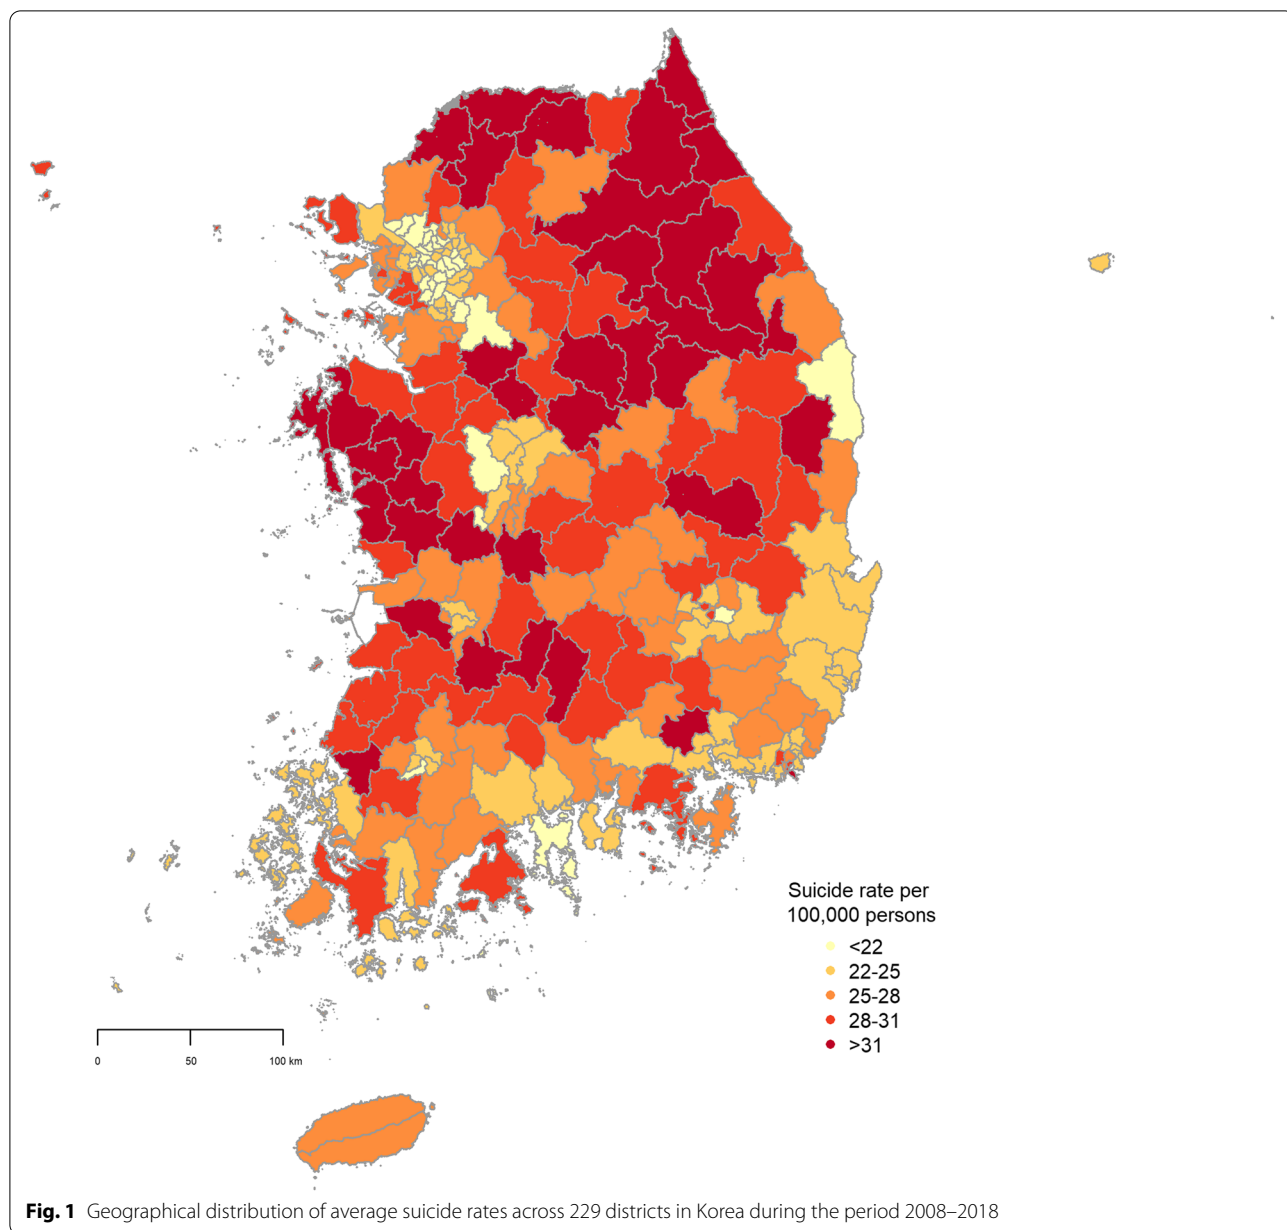 Suicide rate per
100,000 persons
<22
22-25
25-28
28-31
>31
0 50 100 km
Fig. 1 Geographical distribution of average suicide rates across 229 districts in Korea during the period 2008–2018